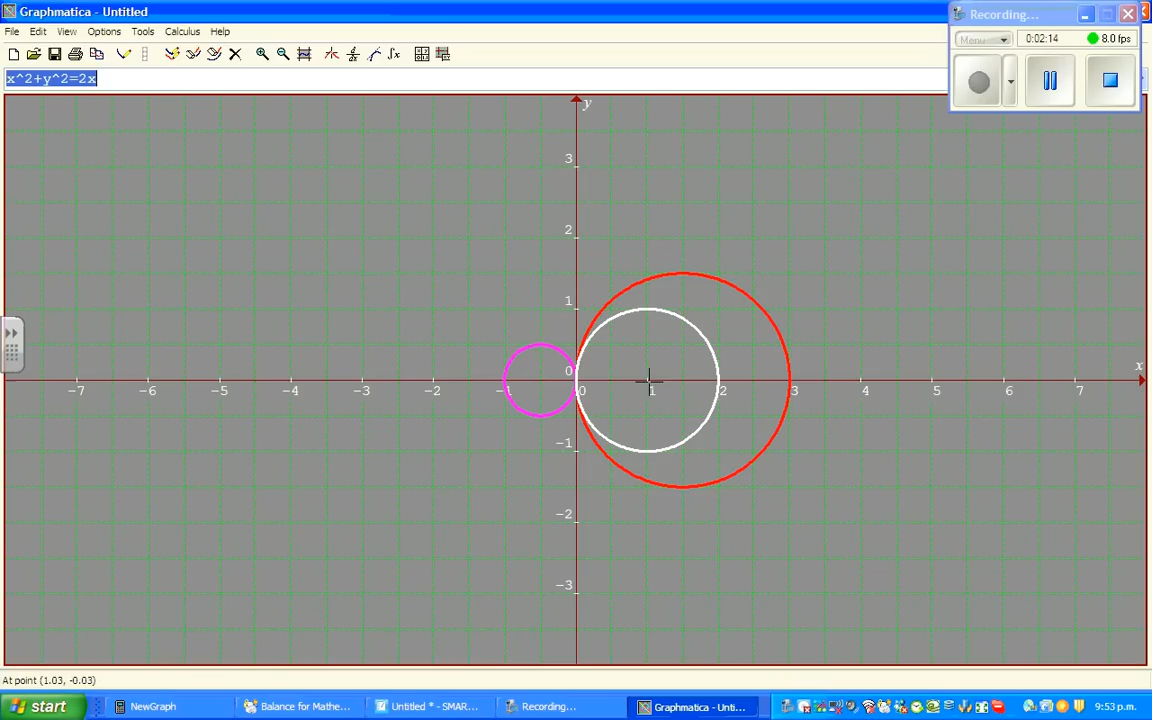 Graphmatica - Untitled
File Edit View Options Tools Calculus Help
x^2+y^2=2x
Recording...
Menu 0:02:14 8.0 fps
y
3
2
1
0
x
-7 -6 -5 -4 -3 -2 -1 0 1 2 3 4 5 6 7
-1
-2
-3
At point (1.03, -0.03)
start NewGraph Balance for Mathe... Untitled * - SMAR... Recording... Graphmatica - Unti... 9:53 p.m.